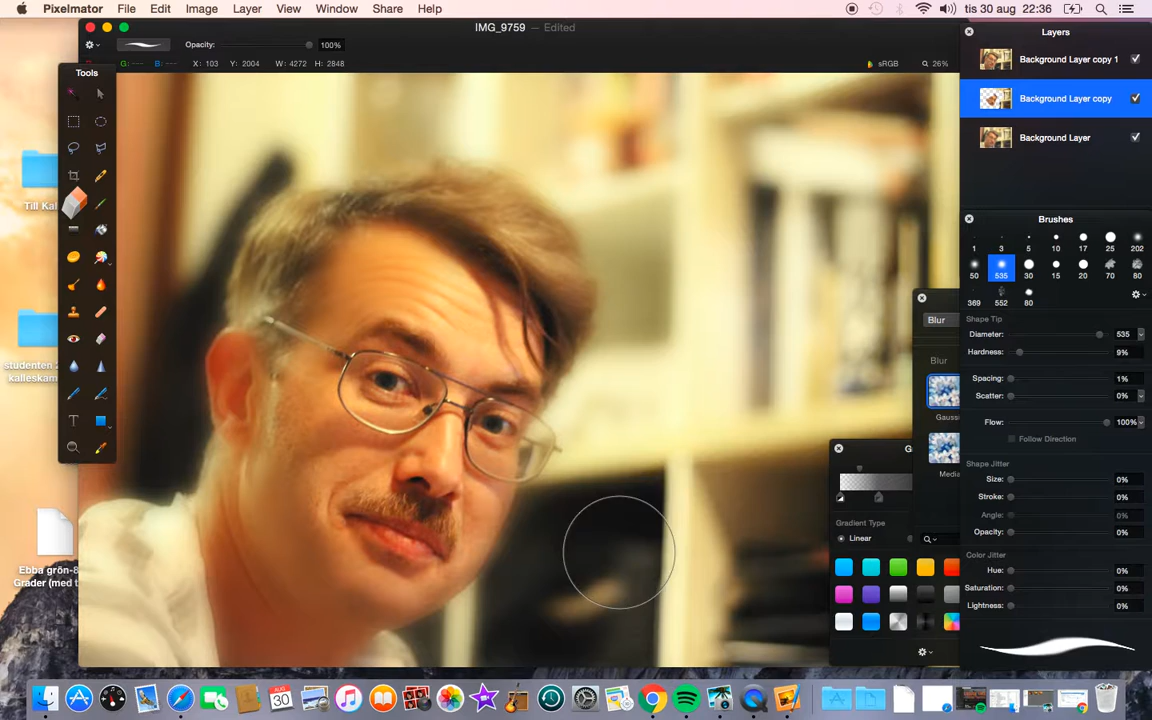 Pixelmator File Edit Image Layer View Window Share Help tis 30 aug 22:36
IMG_9759 — Edited
Opacity: 100%
G: --- B: --- X: 103 Y: 2004 W: 4272 H: 2848 sRGB 26%
Tools
Layers
Background Layer copy 1
Background Layer copy
Background Layer
Brushes
1 3 5 10 17 25 202
50 535 30 15 20 70 80
369 552 80
Shape Tip
Diameter: 535
Hardness: 9%
Spacing: 1%
Scatter: 0%
Flow: 100%
Follow Direction
Shape Jitter
Size: 0%
Stroke: 0%
Angle: 0%
Opacity: 0%
Color Jitter
Hue: 0%
Saturation: 0%
Lightness: 0%
Blur
Blur
Gaus
Media
G
Gradient Type
Linear
Till Kal
studenten 2
kalleskam
Ebba grön-8
Grader (med t
T
AUG
30